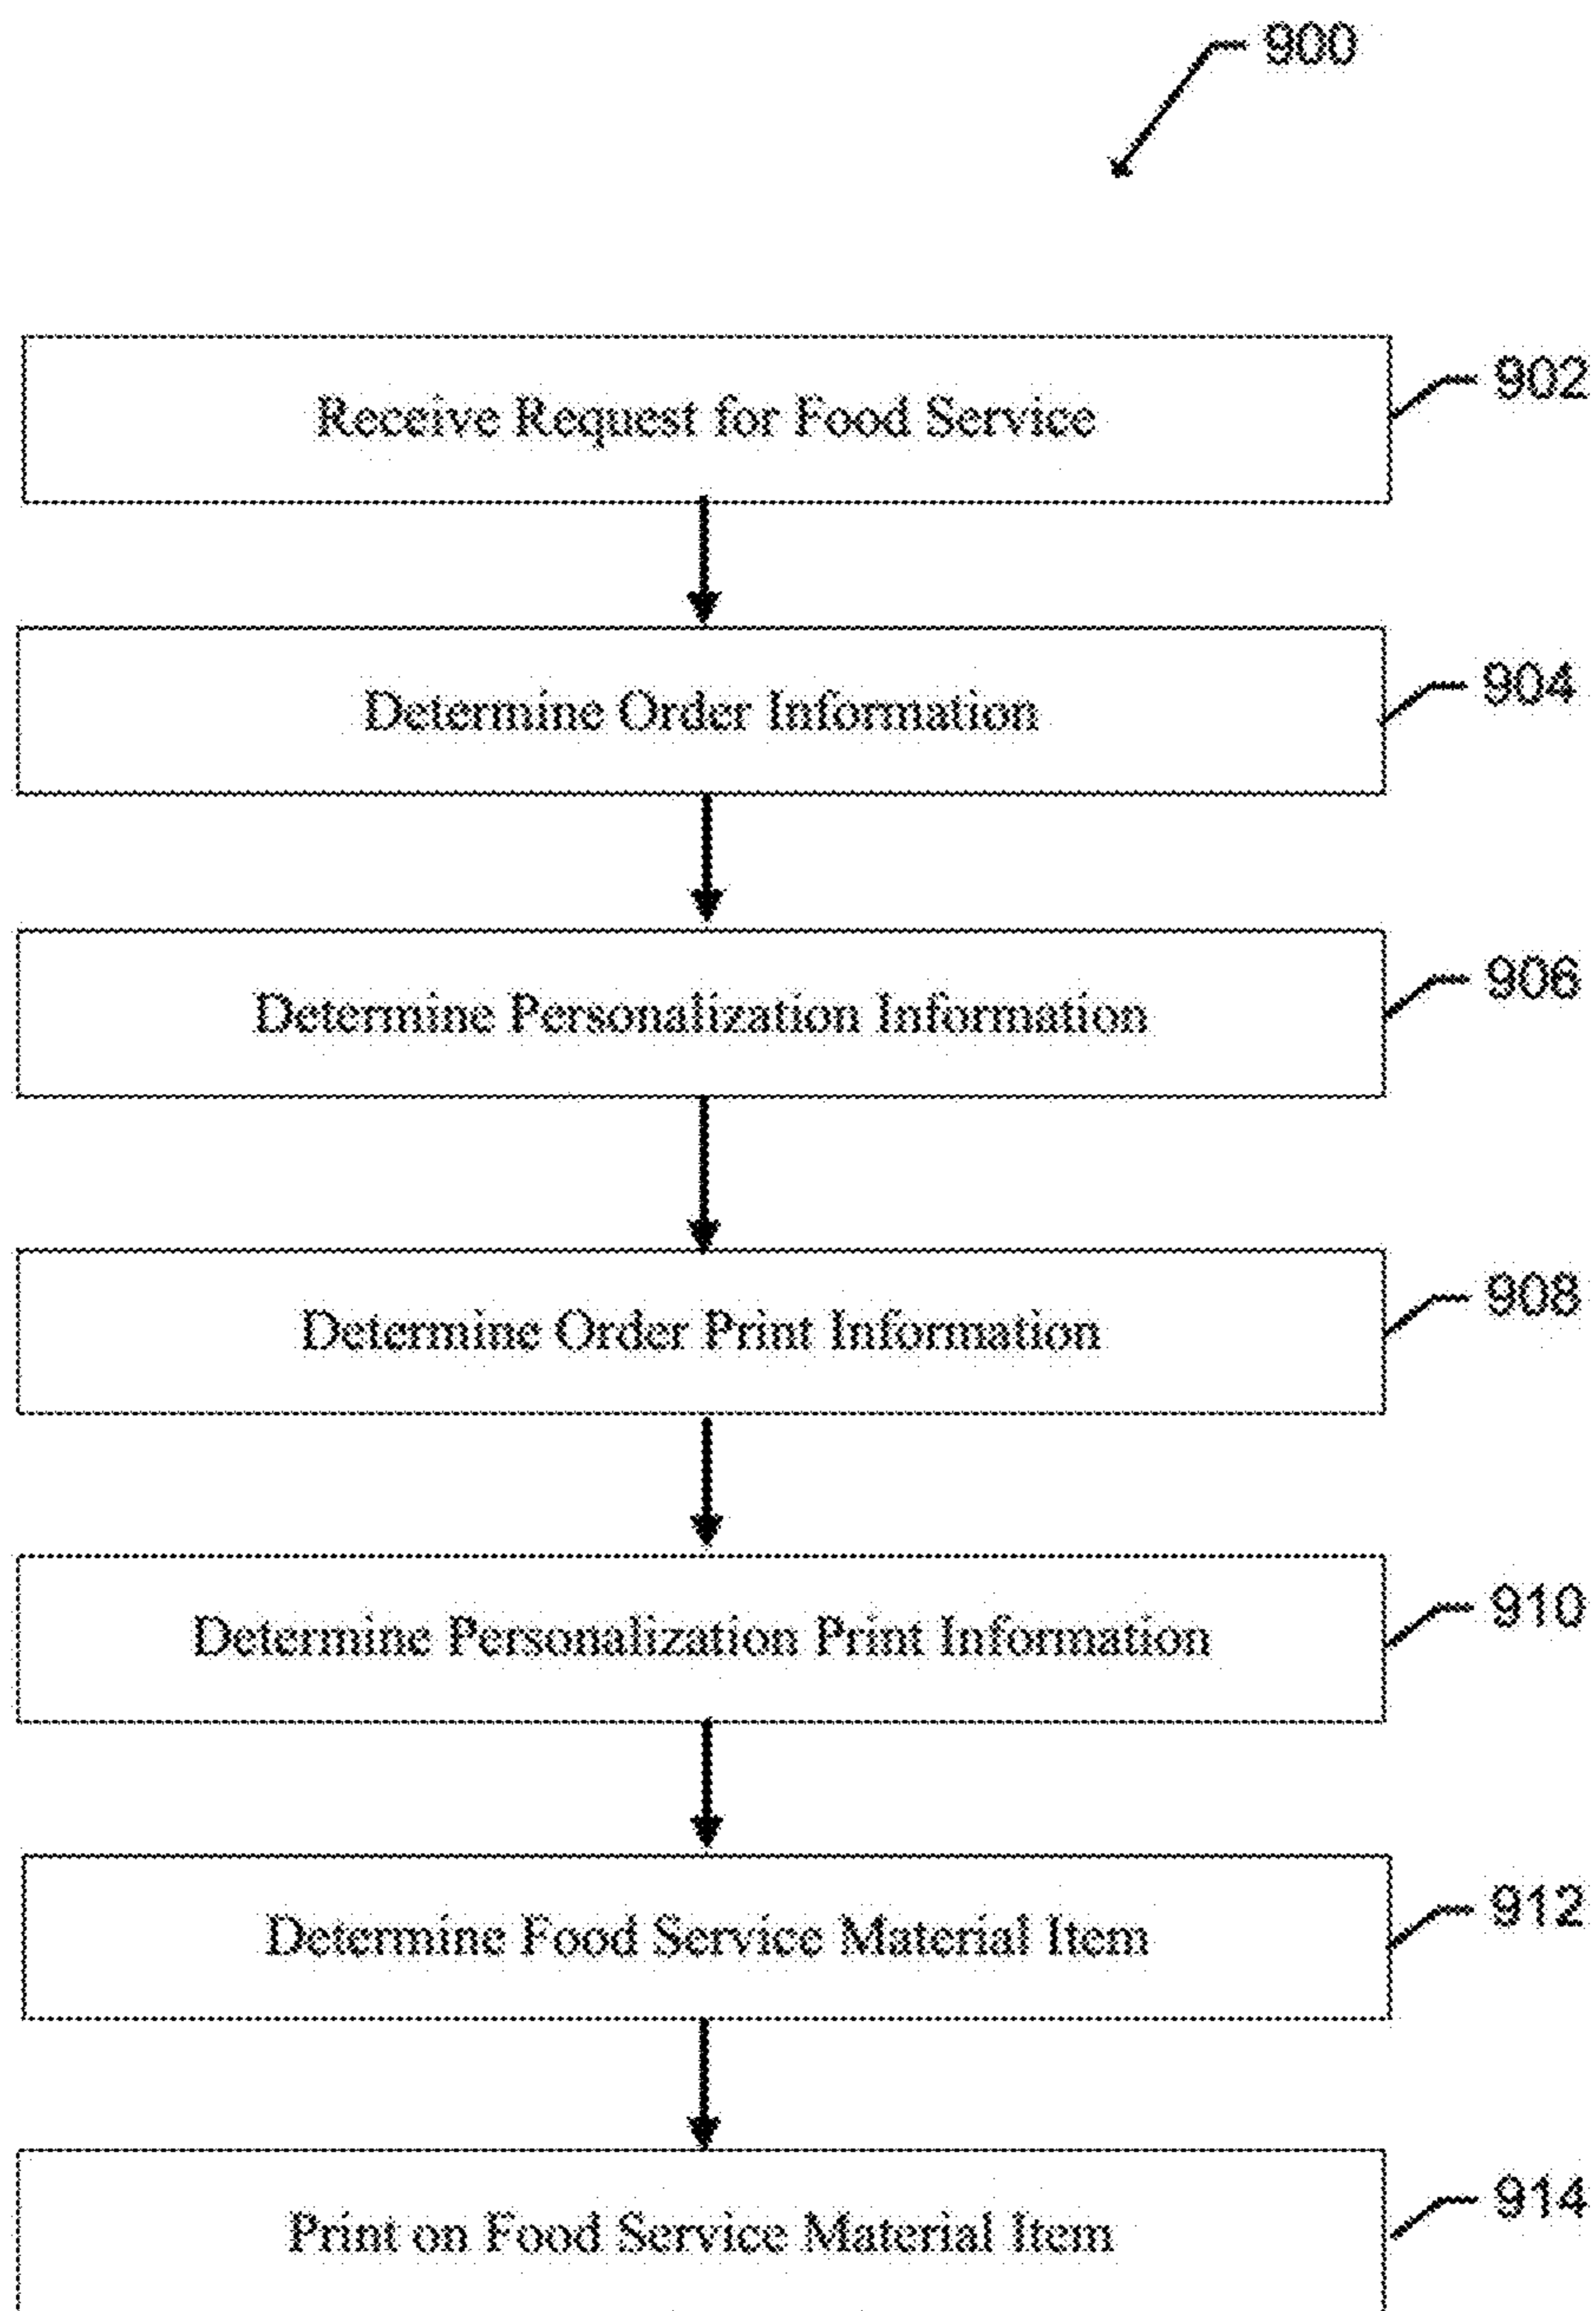 900
Receive Request for Food Service
902
Determine Order Information
904
Determine Personalization Information
906
Determine Order Print Information
908
Determine Personalization Print Information
910
Determine Food Service Material Item
912
Print on Food Service Material Item
914